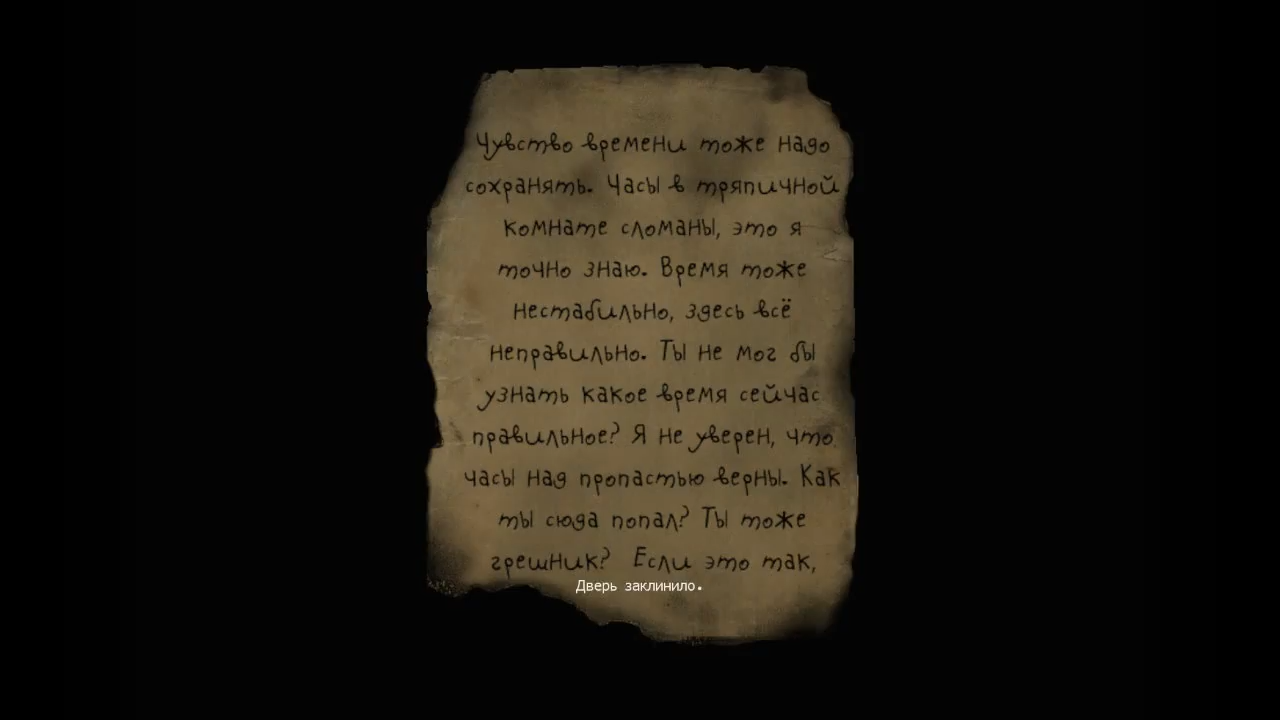 Чувство времени тоже надо
сохранять. Часы в тряпичной
комнате сломаны, это я
точно знаю. Время тоже
нестабильно, здесь всё
неправильно. Ты не мог бы
узнать какое время сейчас
правильное? Я не уверен, что
часы над пропастью верны. Как
ты сюда попал? Ты тоже
грешник? Если это так,
Дверь заклинило.